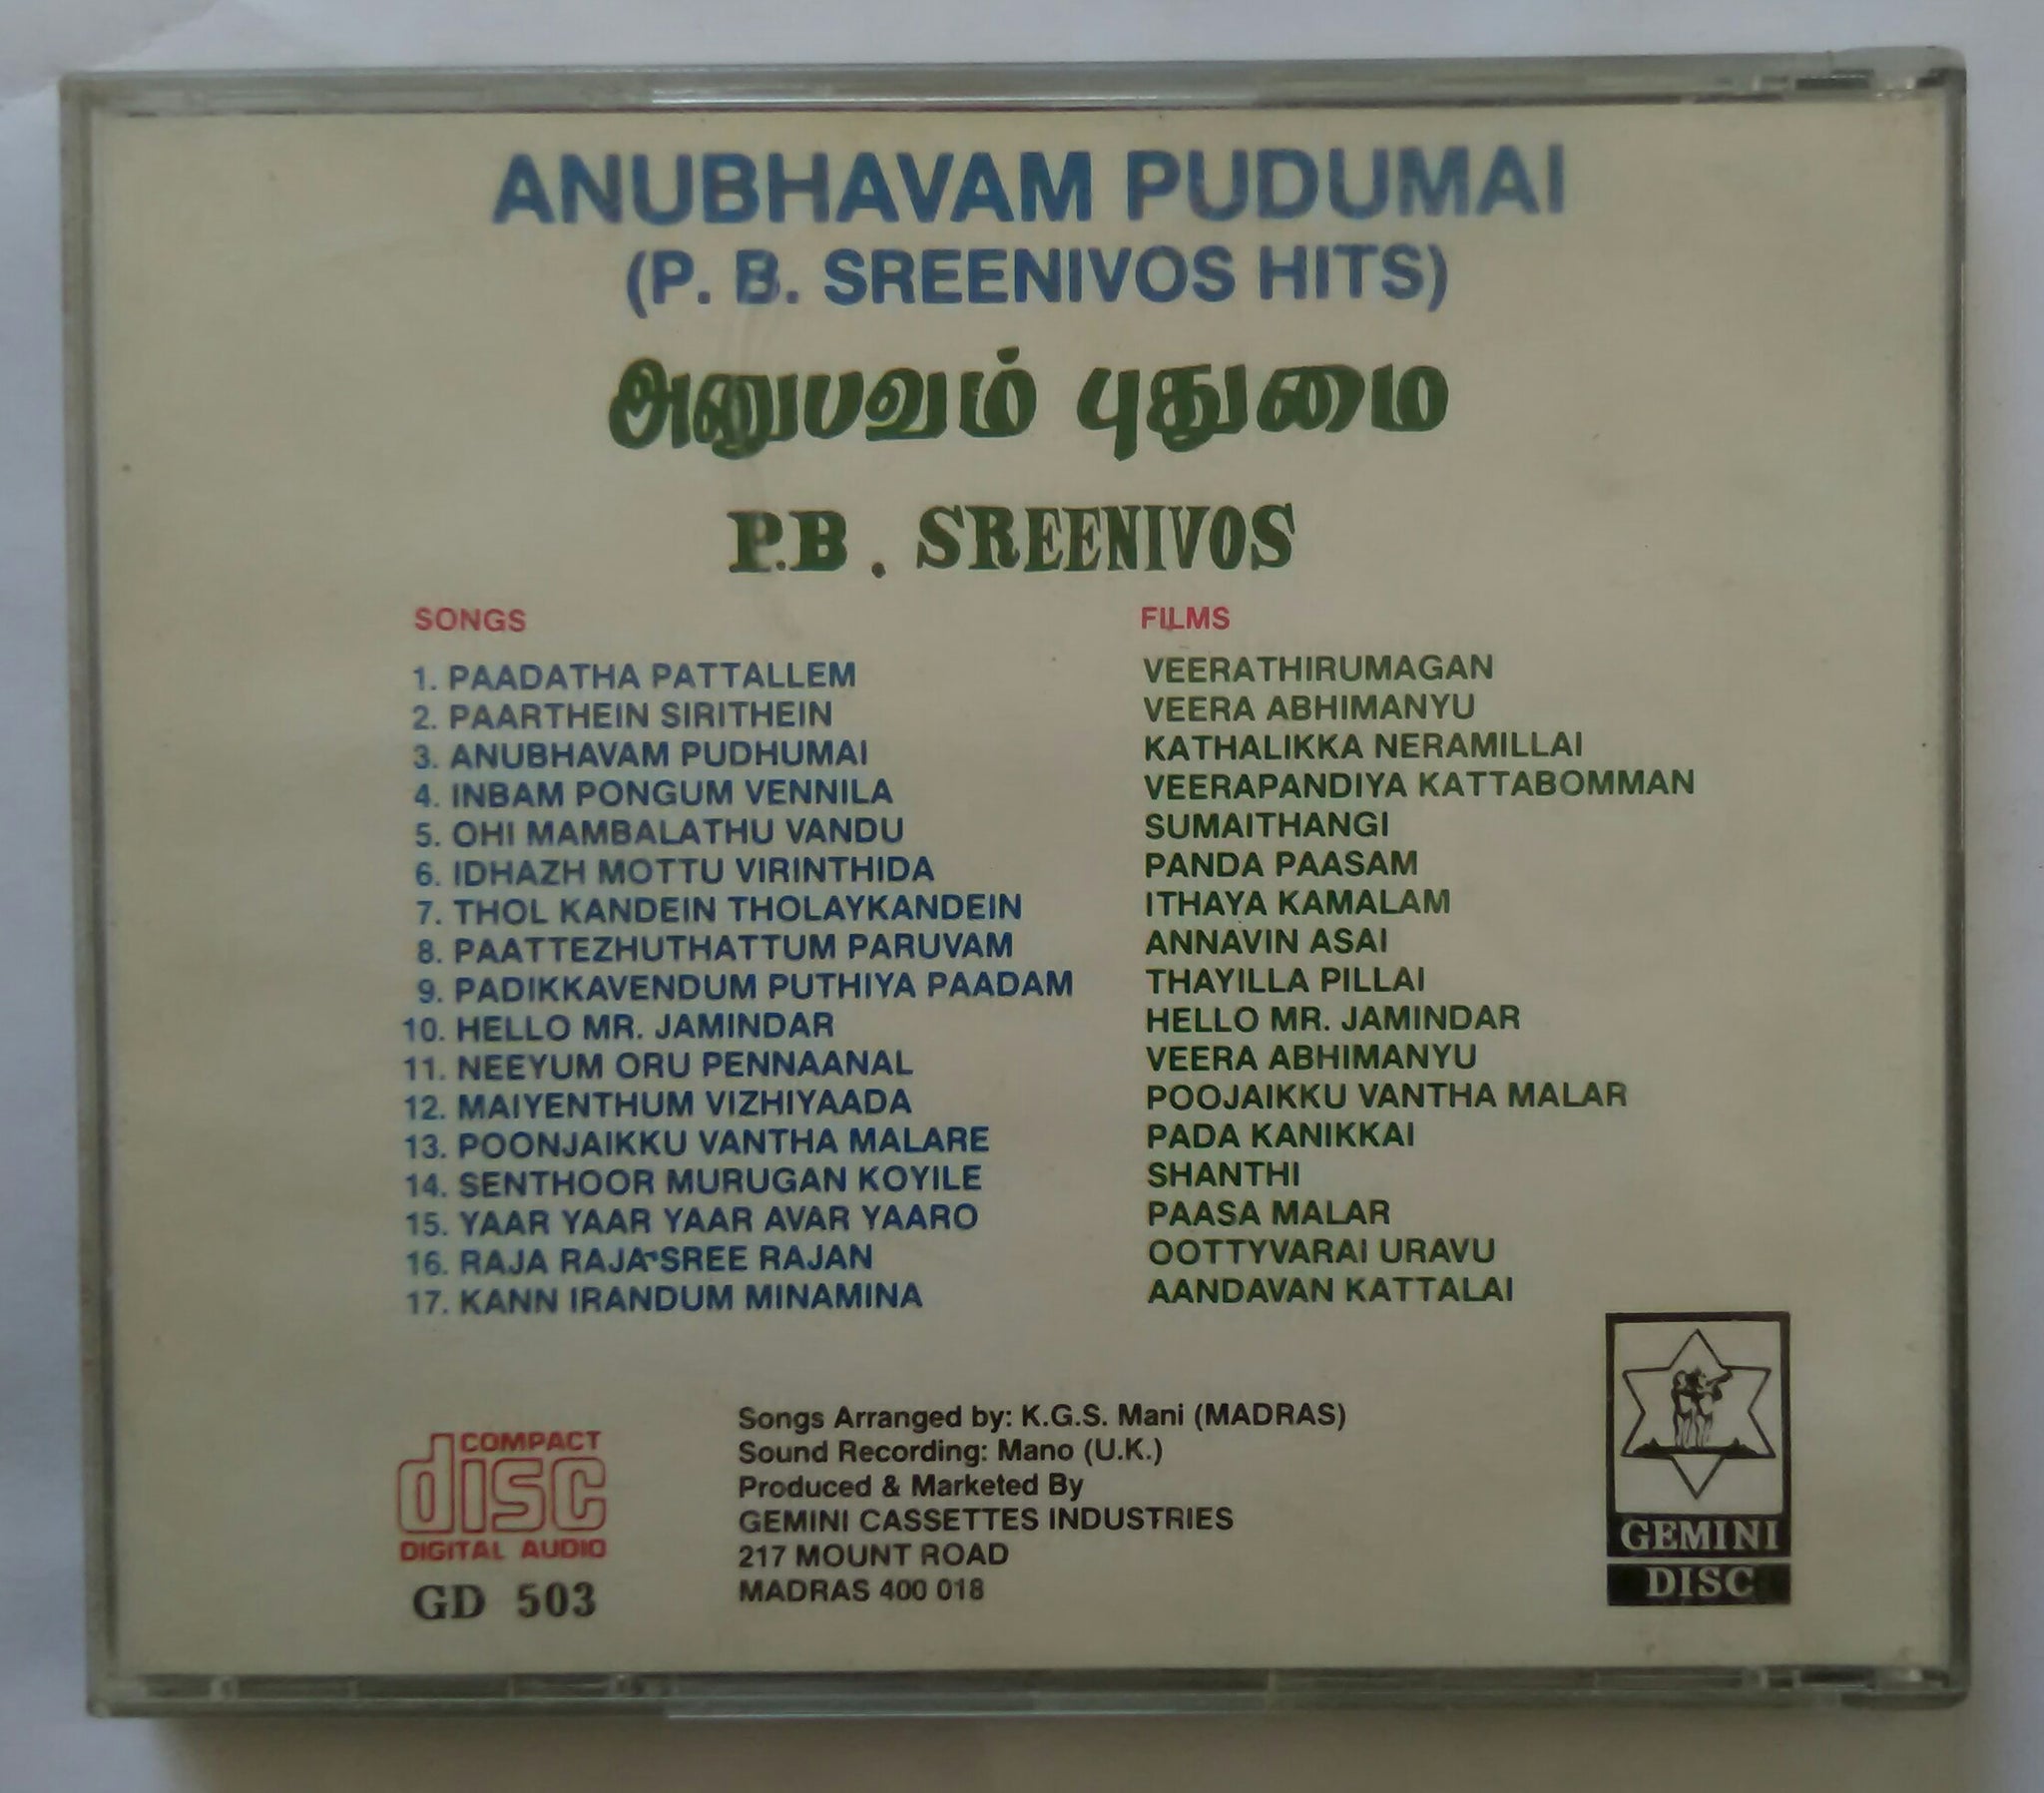 ANUBHAVAM PUDUMAI
(P. B. SREENIVOS HITS)
அனுபவம் புதுமை
P.B. SREENIVOS
SONGS FILMS
1. PAADATHA PATTALLEM VEERATHIRUMAGAN
2. PAARTHEIN SIRITHEIN VEERA ABHIMANYU
3. ANUBHAVAM PUDHUMAI KATHALIKKA NERAMILLAI
4. INBAM PONGUM VENNILA VEERAPANDIYA KATTABOMMAN
5. OHI MAMBALATHU VANDU SUMAITHANGI
6. IDHAZH MOTTU VIRINTHIDA PANDA PAASAM
7. THOL KANDEIN THOLAYKANDEIN ITHAYA KAMALAM
8. PAATTEZHUTHATTUM PARUVAM ANNAVIN ASAI
9. PADIKKAVENDUM PUTHIYA PAADAM THAYILLA PILLAI
10. HELLO MR. JAMINDAR HELLO MR. JAMINDAR
11. NEEYUM ORU PENNAANAL VEERA ABHIMANYU
12. MAIYENTHUM VIZHIYAADA POOJAIKKU VANTHA MALAR
13. POONJAIKKU VANTHA MALARE PADA KANIKKAI
14. SENTHOOR MURUGAN KOYILE SHANTHI
15. YAAR YAAR YAAR AVAR YAARO PAASA MALAR
16. RAJA RAJA SREE RAJAN OOTTYVARAI URAVU
17. KANN IRANDUM MINAMINA AANDAVAN KATTALAI
COMPACT
disc
DIGITAL AUDIO
GD 503
Songs Arranged by: K.G.S. Mani (MADRAS)
Sound Recording: Mano (U.K.)
Produced & Marketed By
GEMINI CASSETTES INDUSTRIES
217 MOUNT ROAD
MADRAS 400 018
GEMINI
DISC